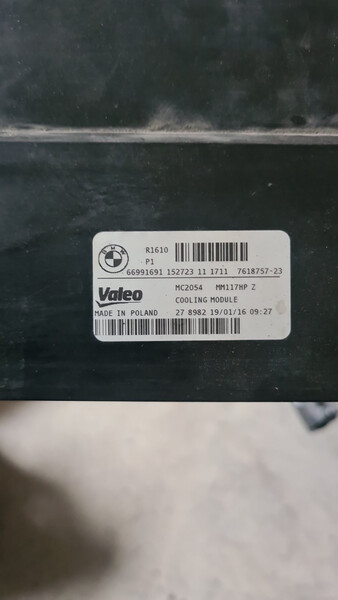 BMW
R1610
P1
66991691 152723 11 1711 7618757-23
Valeo
MC2054 MM117HP Z
COOLING MODULE
MADE IN POLAND 27 8982 19/01/16 09:27